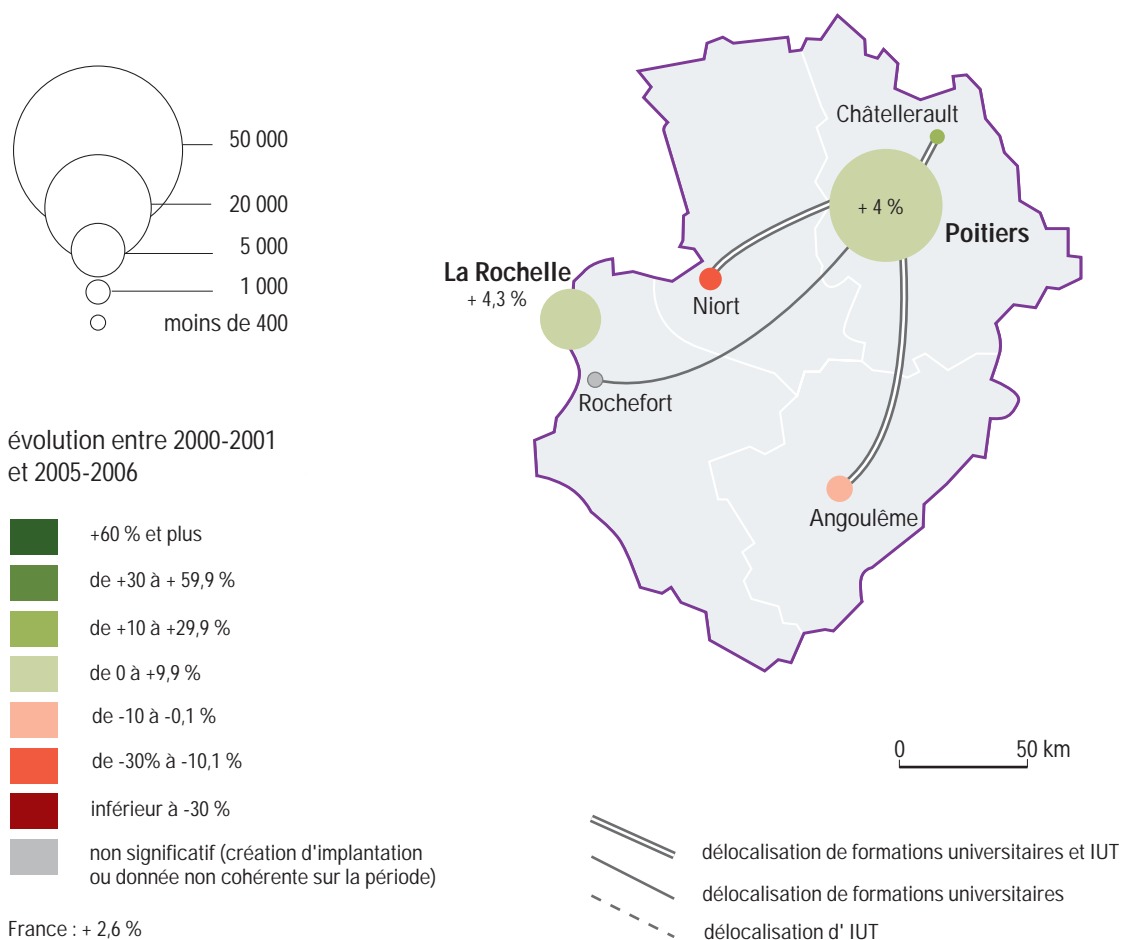 50 000
20 000
5 000
1 000
moins de 400
Châtellerault
+ 4 %
Poitiers
La Rochelle
+ 4,3 %
Niort
Rochefort
Angoulême
évolution entre 2000-2001
et 2005-2006
+60 % et plus
de +30 à + 59,9 %
de +10 à +29,9 %
de 0 à +9,9 %
de -10 à -0,1 %
de -30% à -10,1 %
inférieur à -30 %
non significatif (création d'implantation
ou donnée non cohérente sur la période)
France : + 2,6 %
0 50 km
délocalisation de formations universitaires et IUT
délocalisation de formations universitaires
délocalisation d' IUT